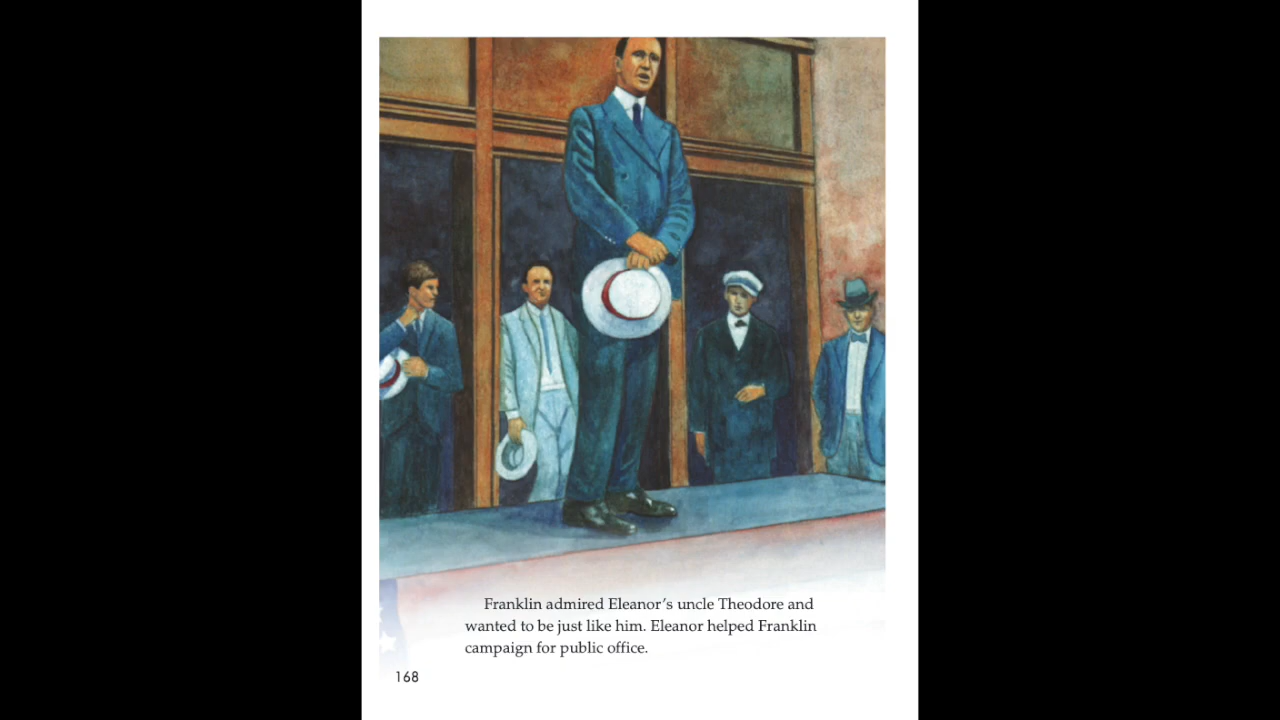 Franklin admired Eleanor's uncle Theodore and
wanted to be just like him. Eleanor helped Franklin
campaign for public office.
168